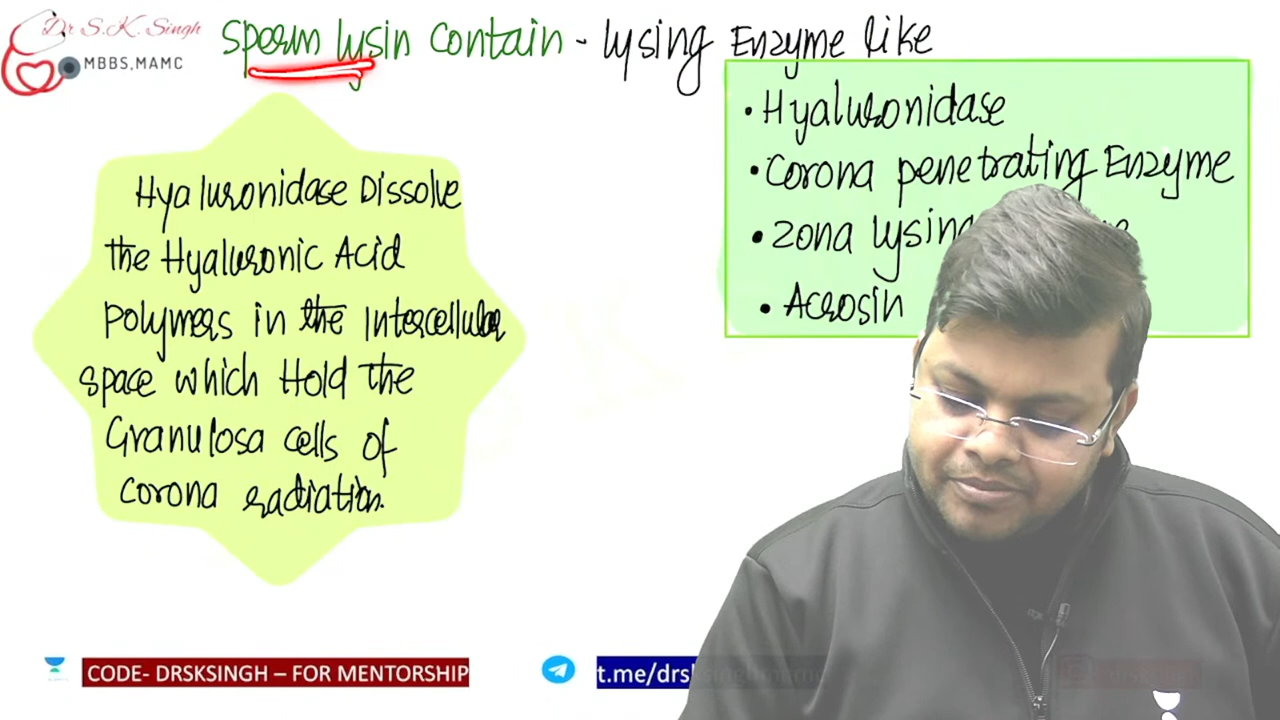 Dr S.K. Singh
MBBS,MAMC
Sperm lysin contain - lysing Enzyme like
• Hyaluronidase
• Corona penetrating Enzyme
• Zona lysing
• Acrosin
Hyaluronidase Dissolve
the Hyaluronic Acid
Polymers in the Intercellular
space which Hold the
Granulosa cells of
corona radiation.
CODE- DRSKSINGH – FOR MENTORSHIP
t.me/drsksingh